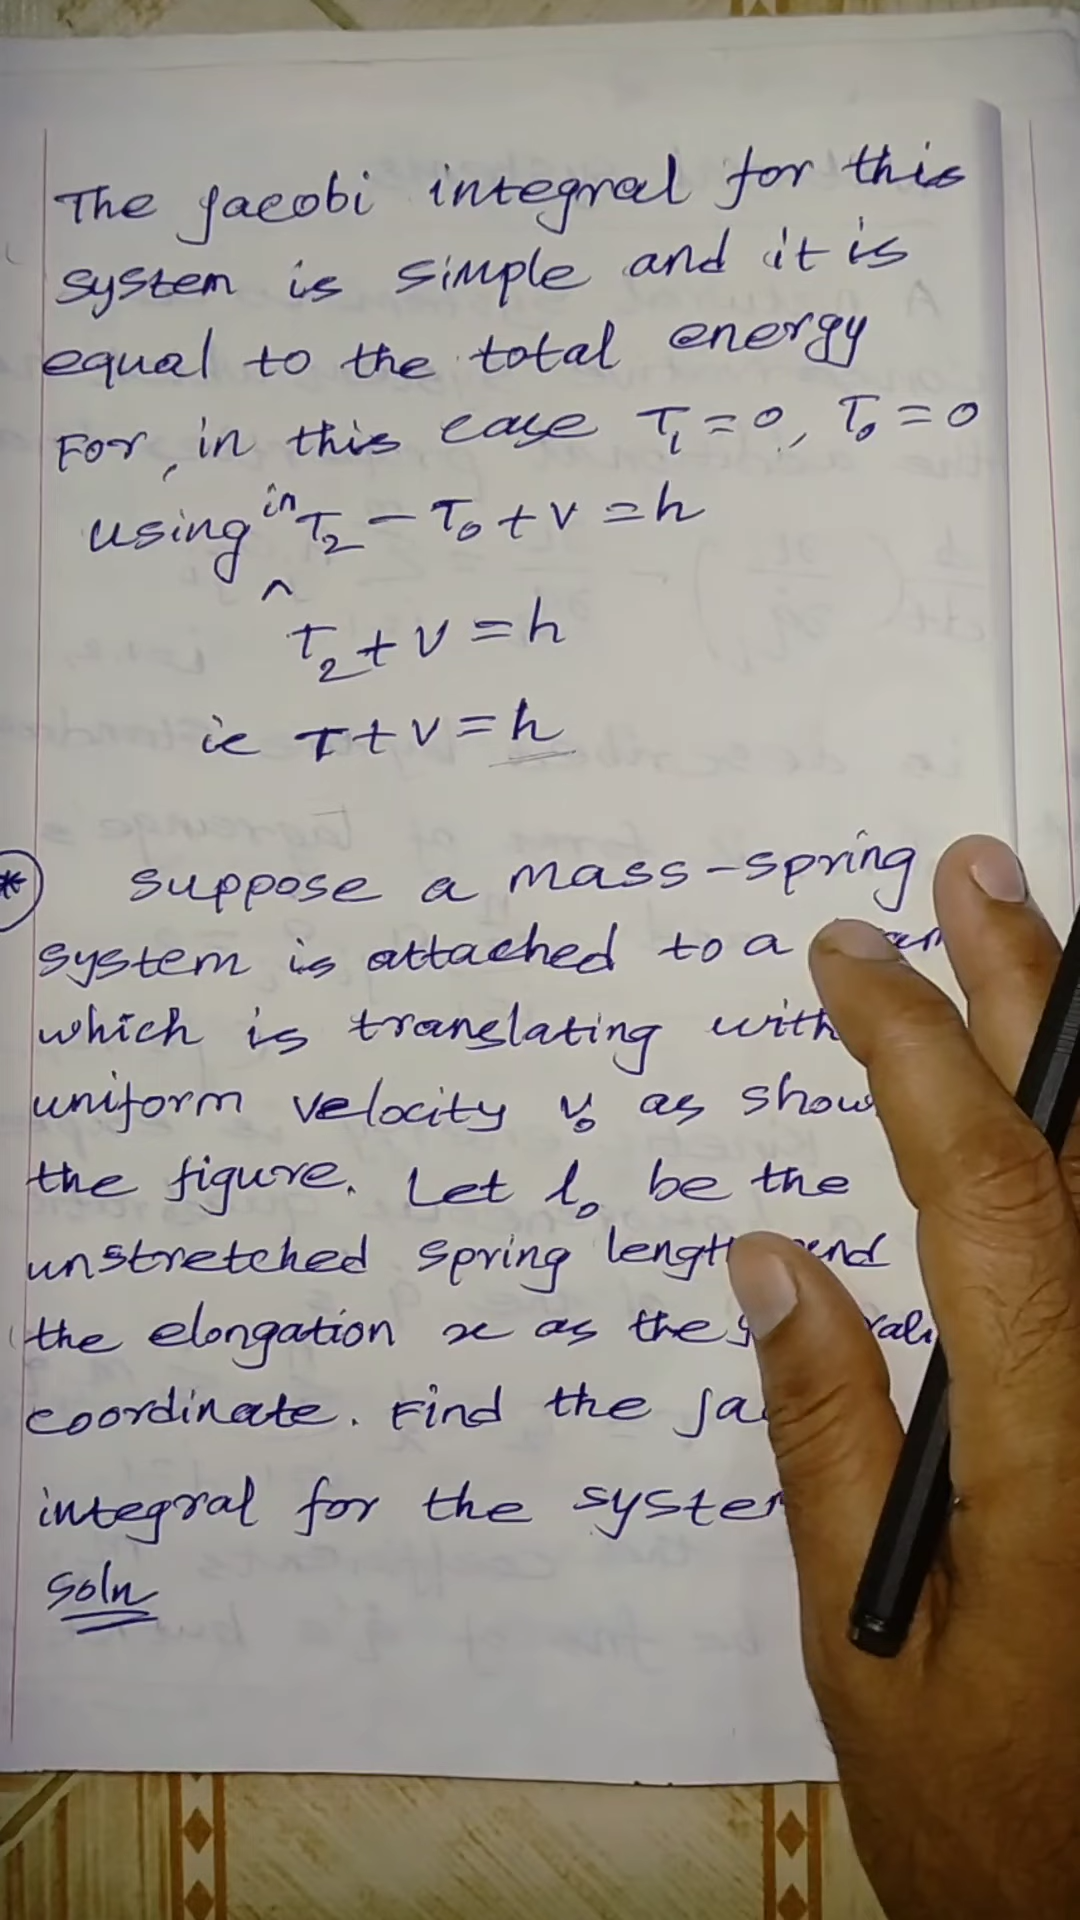 The Jacobi integral for this
system is simple and it is
equal to the total energy
For, in this case T₁ = 0, T₀ = 0
using in T₂ - T₀ + V = h
^
T₂ + V = h
ie T + V = h
* suppose a mass-spring
system is attached to a
which is translating with
uniform velocity v₀ as
the figure. Let l₀ be the
unstretched spring
the elongation x as the
coordinate. Find the
integral for the
Soln